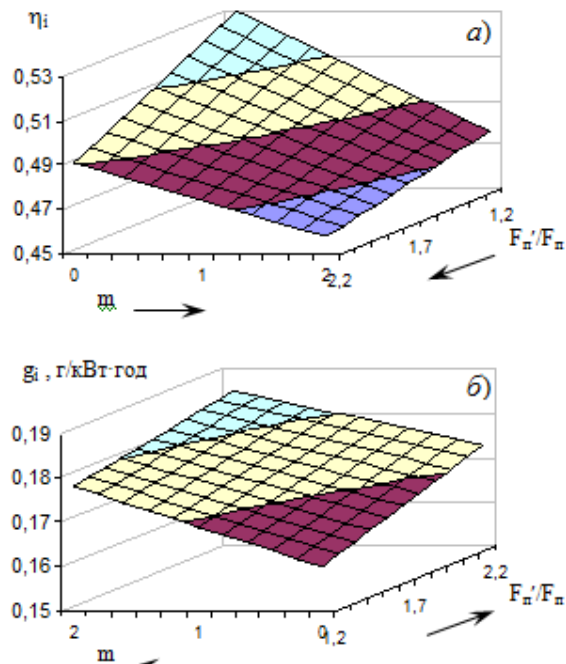 ηi
а)
0,53
0,51
0,49
0,47
0,45
0 1 2 2,2 1,7 1,2
m
Fп′/Fп
gi , г/кВт·год
б)
0,19
0,18
0,17
0,16
0,15
2 1 0 1,2 1,7 2,2
m
Fп′/Fп